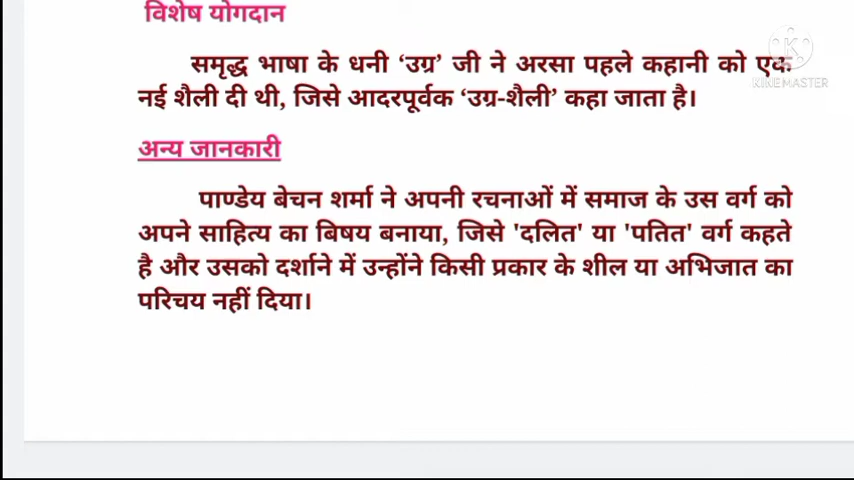 विशेष योगदान
समृद्ध भाषा के धनी ‘उग्र’ जी ने अरसा पहले कहानी को एक
नई शैली दी थी, जिसे आदरपूर्वक ‘उग्र-शैली’ कहा जाता है।
अन्य जानकारी
पाण्डेय बेचन शर्मा ने अपनी रचनाओं में समाज के उस वर्ग को
अपने साहित्य का बिषय बनाया, जिसे 'दलित' या 'पतित' वर्ग कहते
है और उसको दर्शाने में उन्होंने किसी प्रकार के शील या अभिजात का
परिचय नहीं दिया।
K
KINEMASTER